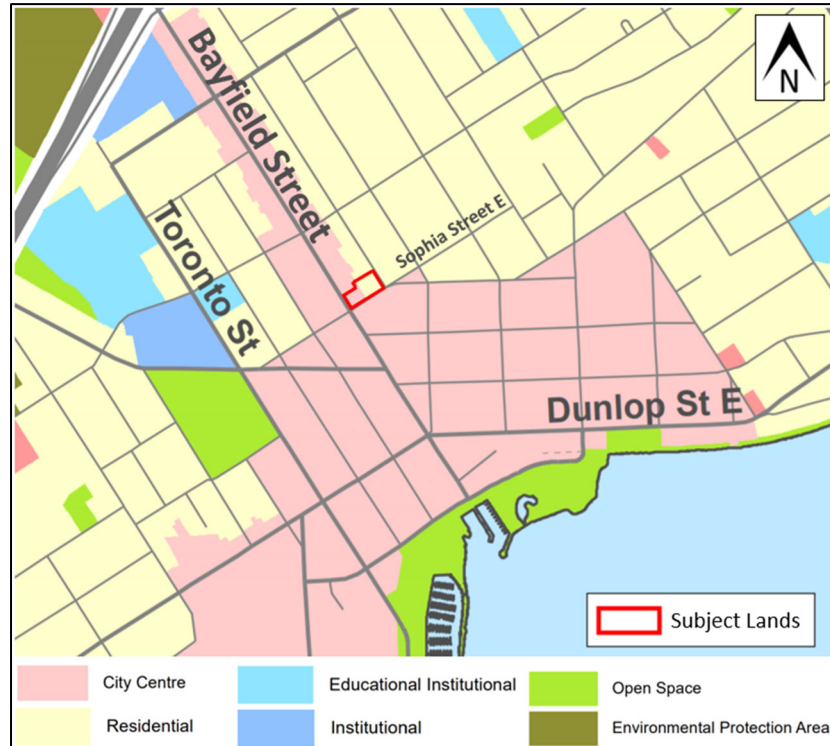 N
Bayfield Street
Toronto St
Sophia Street E
Dunlop St E
Subject Lands
City Centre
Educational Institutional
Open Space
Residential
Institutional
Environmental Protection Area